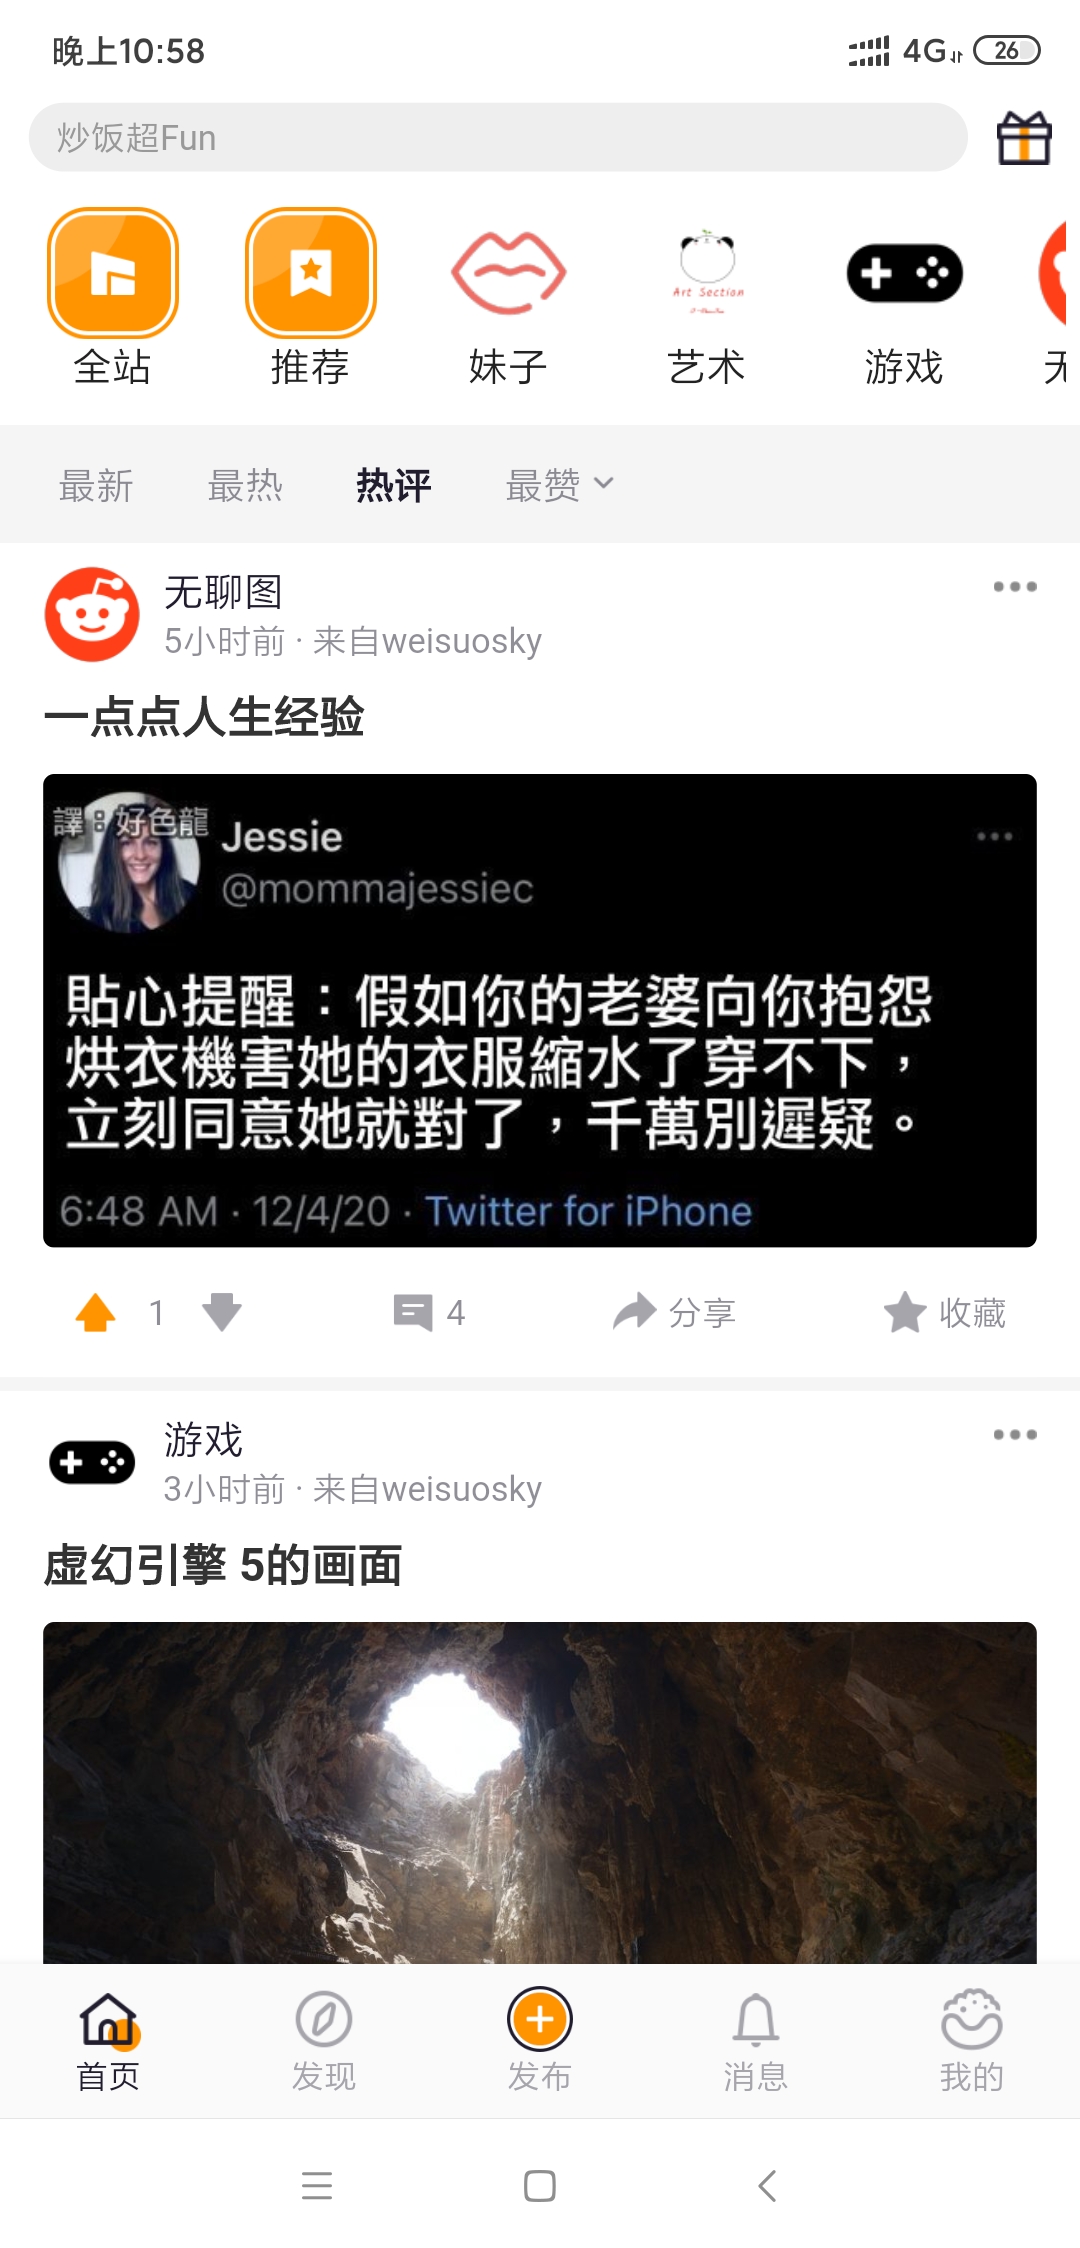 晚上10:58
4G
26
炒饭超Fun
Art Section
全站
推荐
妹子
艺术
游戏
最新
最热
热评
最赞
无聊图
5小时前 · 来自weisuosky
一点点人生经验
譯：好色龍
Jessie
@mommajessiec
貼心提醒：假如你的老婆向你抱怨
烘衣機害她的衣服縮水了穿不下，
立刻同意她就對了，千萬別遲疑。
6:48 AM · 12/4/20 · Twitter for iPhone
1
4
分享
收藏
游戏
3小时前 · 来自weisuosky
虚幻引擎 5的画面
首页
发现
发布
消息
我的